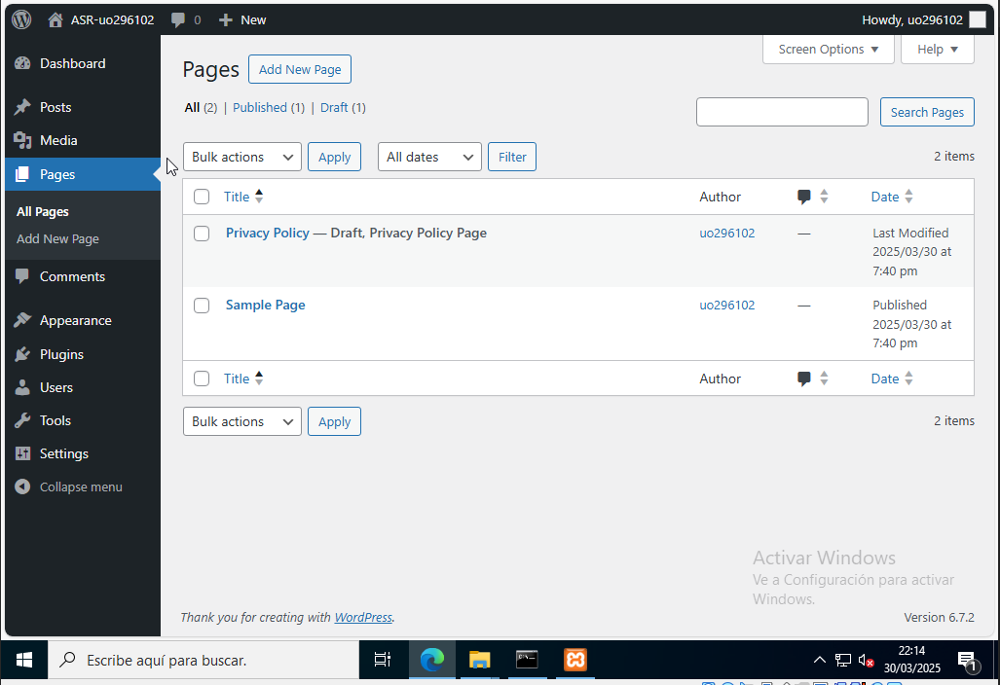 ASR-uo296102 0 New Howdy, uo296102
Screen Options Help
Dashboard
Posts
Media
Pages
All Pages
Add New Page
Comments
Appearance
Plugins
Users
Tools
Settings
Collapse menu
Pages Add New Page
All (2) | Published (1) | Draft (1)
Search Pages
Bulk actions Apply All dates Filter 2 items
Title Author Date
Privacy Policy — Draft, Privacy Policy Page uo296102 — Last Modified
2025/03/30 at
7:40 pm
Sample Page uo296102 — Published
2025/03/30 at
7:40 pm
Title Author Date
Bulk actions Apply 2 items
Activar Windows
Ve a Configuración para activar
Windows.
Thank you for creating with WordPress. Version 6.7.2
Escribe aquí para buscar. 22:14
30/03/2025 1